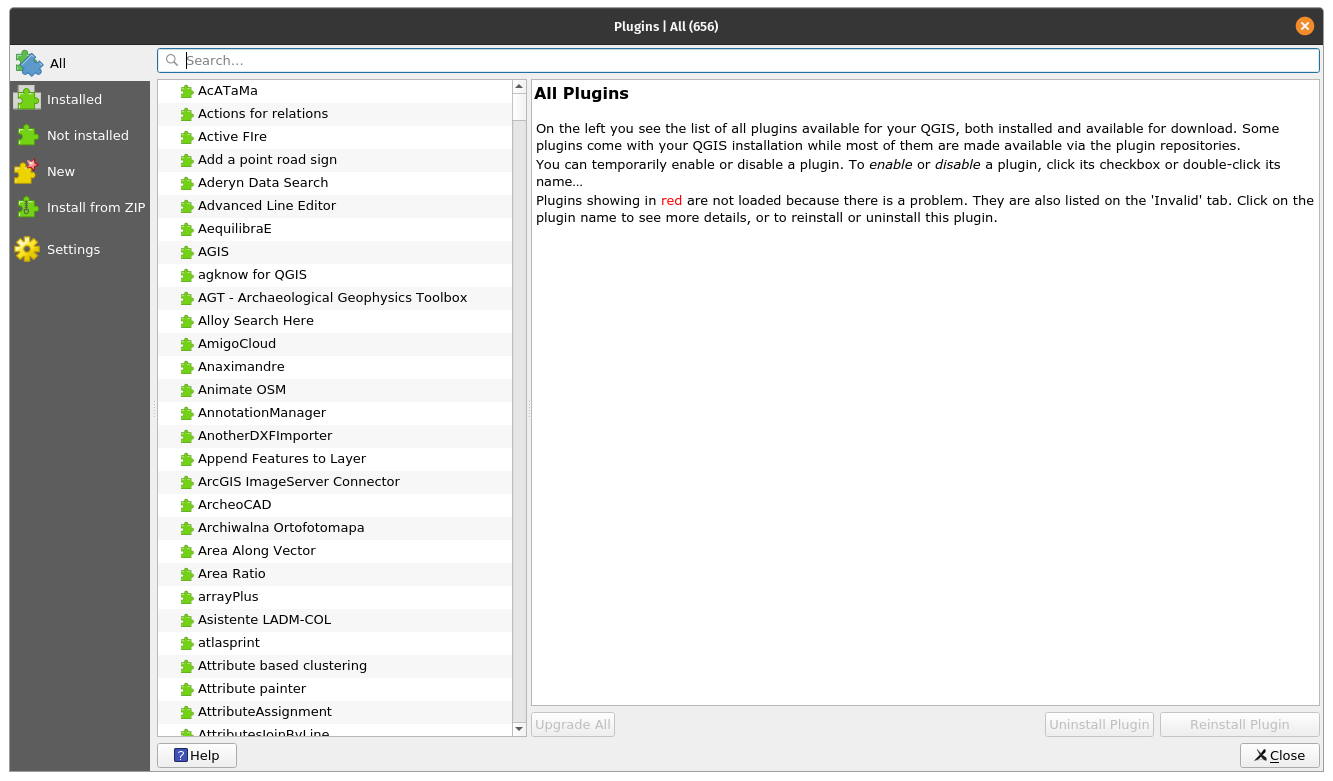 Plugins | All (656)
All
Installed
Not installed
New
Install from ZIP
Settings
Search...
AcATaMa
Actions for relations
Active FIre
Add a point road sign
Aderyn Data Search
Advanced Line Editor
AequilibraE
AGIS
agknow for QGIS
AGT - Archaeological Geophysics Toolbox
Alloy Search Here
AmigoCloud
Anaximandre
Animate OSM
AnnotationManager
AnotherDXFImporter
Append Features to Layer
ArcGIS ImageServer Connector
ArcheoCAD
Archiwalna Ortofotomapa
Area Along Vector
Area Ratio
arrayPlus
Asistente LADM-COL
atlasprint
Attribute based clustering
Attribute painter
AttributeAssignment
AttributesJoinByLine
All Plugins
On the left you see the list of all plugins available for your QGIS, both installed and available for download. Some
plugins come with your QGIS installation while most of them are made available via the plugin repositories.
You can temporarily enable or disable a plugin. To enable or disable a plugin, click its checkbox or double-click its
name...
Plugins showing in red are not loaded because there is a problem. They are also listed on the 'Invalid' tab. Click on the
plugin name to see more details, or to reinstall or uninstall this plugin.
Upgrade All
Uninstall Plugin
Reinstall Plugin
? Help
Close